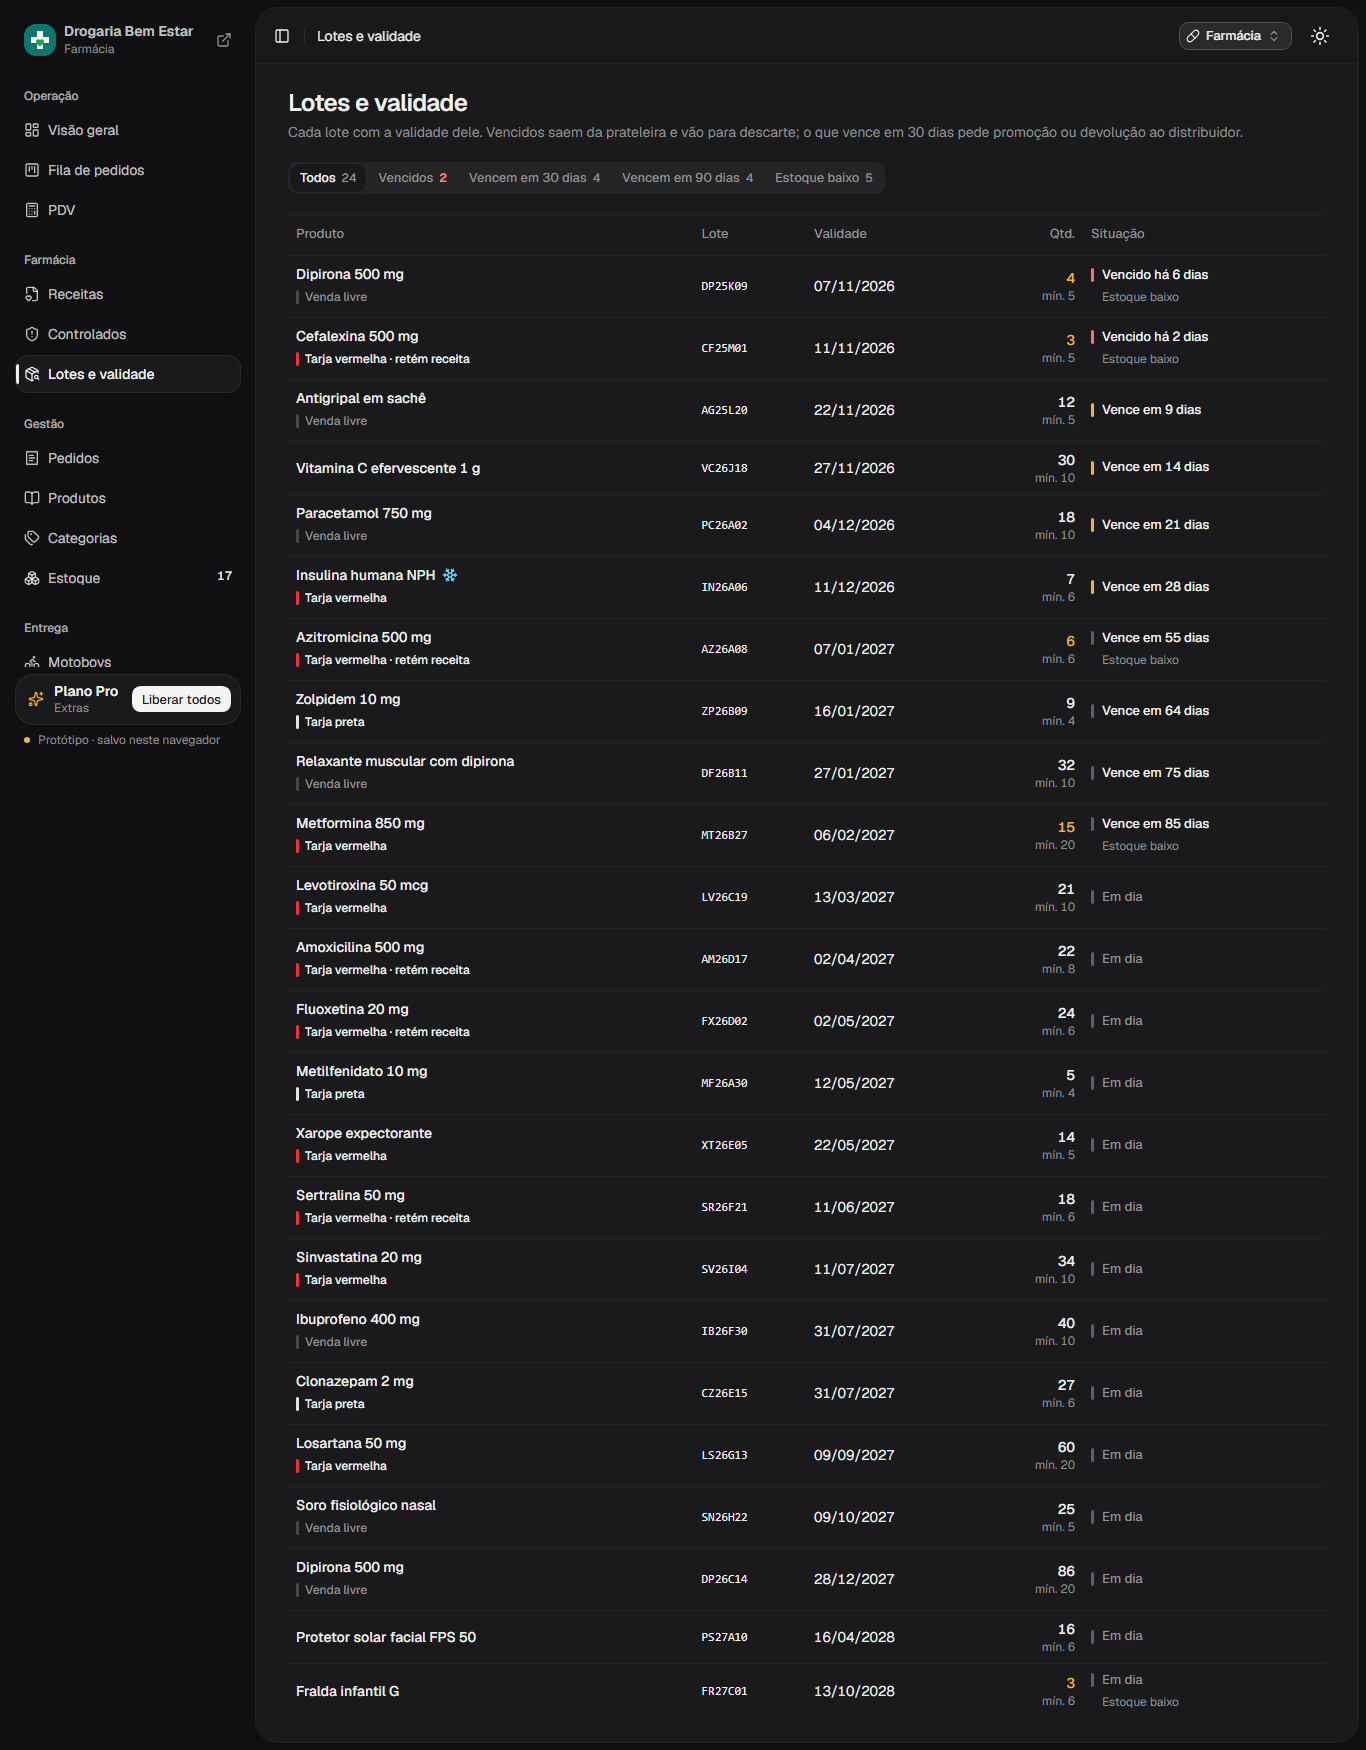 Drogaria Bem Estar
Farmácia
Operação
Visão geral
Fila de pedidos
PDV
Farmácia
Receitas
Controlados
Lotes e validade
Gestão
Pedidos
Produtos
Categorias
Estoque 17
Entrega
Motoboys
Plano Pro
Extras
Liberar todos
Protótipo · salvo neste navegador
Lotes e validade
Farmácia
Lotes e validade
Cada lote com a validade dele. Vencidos saem da prateleira e vão para descarte; o que vence em 30 dias pede promoção ou devolução ao distribuidor.
Todos 24 Vencidos 2 Vencem em 30 dias 4 Vencem em 90 dias 4 Estoque baixo 5
Produto Lote Validade Qtd. Situação
Dipirona 500 mg
Venda livre
DP25K09 07/11/2026
4
mín. 5
Vencido há 6 dias
Estoque baixo
Cefalexina 500 mg
Tarja vermelha · retém receita
CF25M01 11/11/2026
3
mín. 5
Vencido há 2 dias
Estoque baixo
Antigripal em sachê
Venda livre
AG25L20 22/11/2026
12
mín. 5
Vence em 9 dias
Vitamina C efervescente 1 g
VC26J18 27/11/2026
30
mín. 10
Vence em 14 dias
Paracetamol 750 mg
Venda livre
PC26A02 04/12/2026
18
mín. 10
Vence em 21 dias
Insulina humana NPH
Tarja vermelha
IN26A06 11/12/2026
7
mín. 6
Vence em 28 dias
Azitromicina 500 mg
Tarja vermelha · retém receita
AZ26A08 07/01/2027
6
mín. 6
Vence em 55 dias
Estoque baixo
Zolpidem 10 mg
Tarja preta
ZP26B09 16/01/2027
9
mín. 4
Vence em 64 dias
Relaxante muscular com dipirona
Venda livre
DF26B11 27/01/2027
32
mín. 10
Vence em 75 dias
Metformina 850 mg
Tarja vermelha
MT26B27 06/02/2027
15
mín. 20
Vence em 85 dias
Estoque baixo
Levotiroxina 50 mcg
Tarja vermelha
LV26C19 13/03/2027
21
mín. 10
Em dia
Amoxicilina 500 mg
Tarja vermelha · retém receita
AM26D17 02/04/2027
22
mín. 8
Em dia
Fluoxetina 20 mg
Tarja vermelha · retém receita
FX26D02 02/05/2027
24
mín. 6
Em dia
Metilfenidato 10 mg
Tarja preta
MF26A30 12/05/2027
5
mín. 4
Em dia
Xarope expectorante
Tarja vermelha
XT26E05 22/05/2027
14
mín. 5
Em dia
Sertralina 50 mg
Tarja vermelha · retém receita
SR26F21 11/06/2027
18
mín. 6
Em dia
Sinvastatina 20 mg
Tarja vermelha
SV26I04 11/07/2027
34
mín. 10
Em dia
Ibuprofeno 400 mg
Venda livre
IB26F30 31/07/2027
40
mín. 10
Em dia
Clonazepam 2 mg
Tarja preta
CZ26E15 31/07/2027
27
mín. 6
Em dia
Losartana 50 mg
Tarja vermelha
LS26G13 09/09/2027
60
mín. 20
Em dia
Soro fisiológico nasal
Venda livre
SN26H22 09/10/2027
25
mín. 5
Em dia
Dipirona 500 mg
Venda livre
DP26C14 28/12/2027
86
mín. 20
Em dia
Protetor solar facial FPS 50
PS27A10 16/04/2028
16
mín. 6
Em dia
Fralda infantil G
FR27C01 13/10/2028
3
mín. 6
Em dia
Estoque baixo